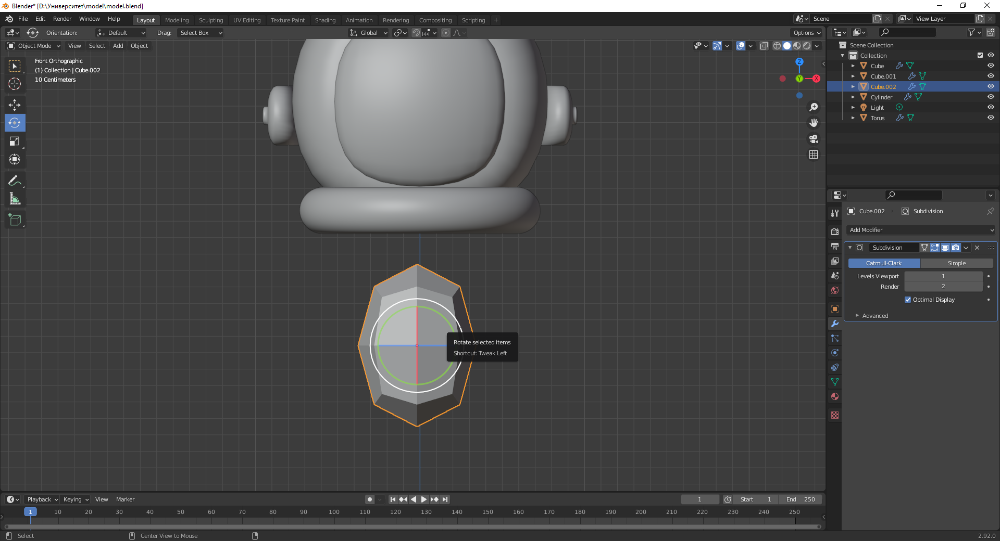 Blender* [D:\Университет\model\model.blend]
File Edit Render Window Help Layout Modeling Sculpting UV Editing Texture Paint Shading Animation Rendering Compositing Scripting + Scene View Layer
Orientation: Default Drag: Select Box Global Options
Object Mode View Select Add Object
Front Orthographic
(1) Collection | Cube.002
10 Centimeters
Z
Y
X
Scene Collection
Collection
Cube
Cube.001
Cube.002
Cylinder
Light
Torus
Cube.002 Subdivision
Add Modifier
Subdivision
Catmull-Clark Simple
Levels Viewport 1
Render 2
Optimal Display
Advanced
Rotate selected items
Shortcut: Tweak Left
Playback Keying View Marker 1 Start 1 End 250
1 10 20 30 40 50 60 70 80 90 100 110 120 130 140 150 160 170 180 190 200 210 220 230 240 250
Select Center View to Mouse 2.92.0